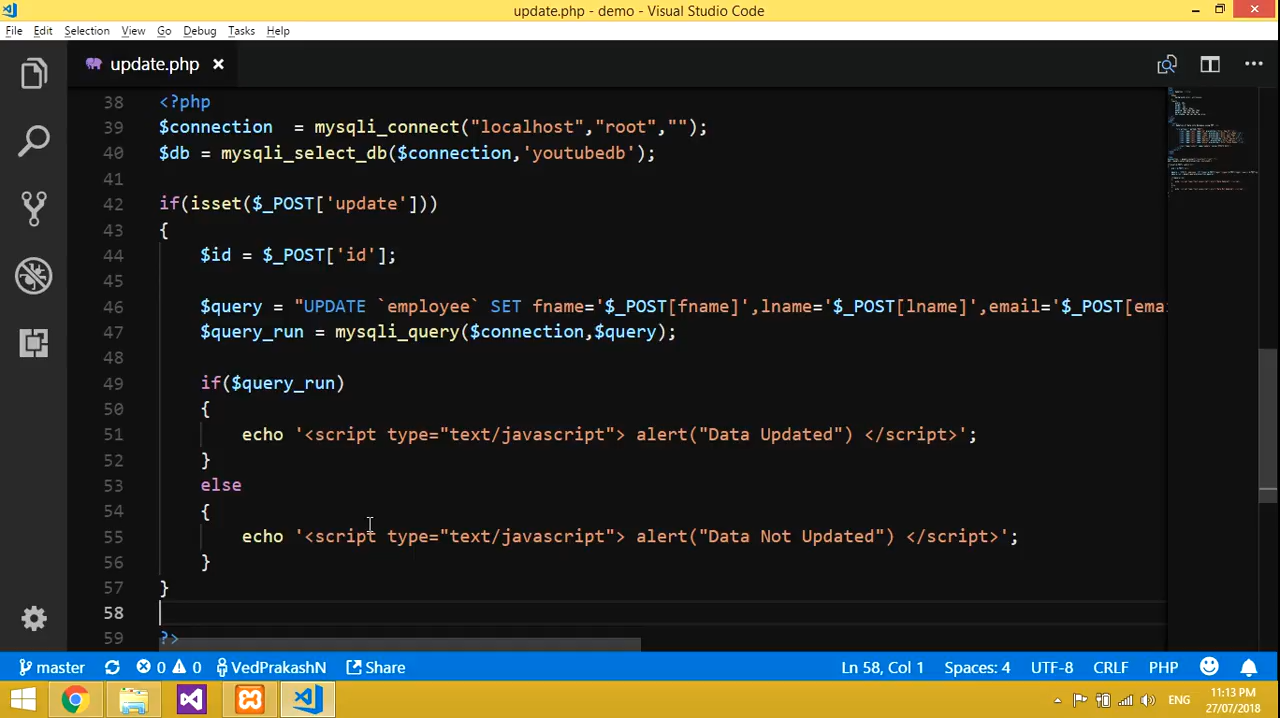 update.php - demo - Visual Studio Code
File Edit Selection View Go Debug Tasks Help
update.php
38 <?php
39 $connection  = mysqli_connect("localhost","root","");
40 $db = mysqli_select_db($connection,'youtubedb');
41
42 if(isset($_POST['update']))
43 {
44     $id = $_POST['id'];
45
46     $query = "UPDATE `employee` SET fname='$_POST[fname]',lname='$_POST[lname]',email='$_POST[ema
47     $query_run = mysqli_query($connection,$query);
48
49     if($query_run)
50     {
51         echo '<script type="text/javascript"> alert("Data Updated") </script>';
52     }
53     else
54     {
55         echo '<script type="text/javascript"> alert("Data Not Updated") </script>';
56     }
57 }
58
59 ?>
master 0 0 VedPrakashN Share Ln 58, Col 1 Spaces: 4 UTF-8 CRLF PHP
ENG 11:13 PM
27/07/2018